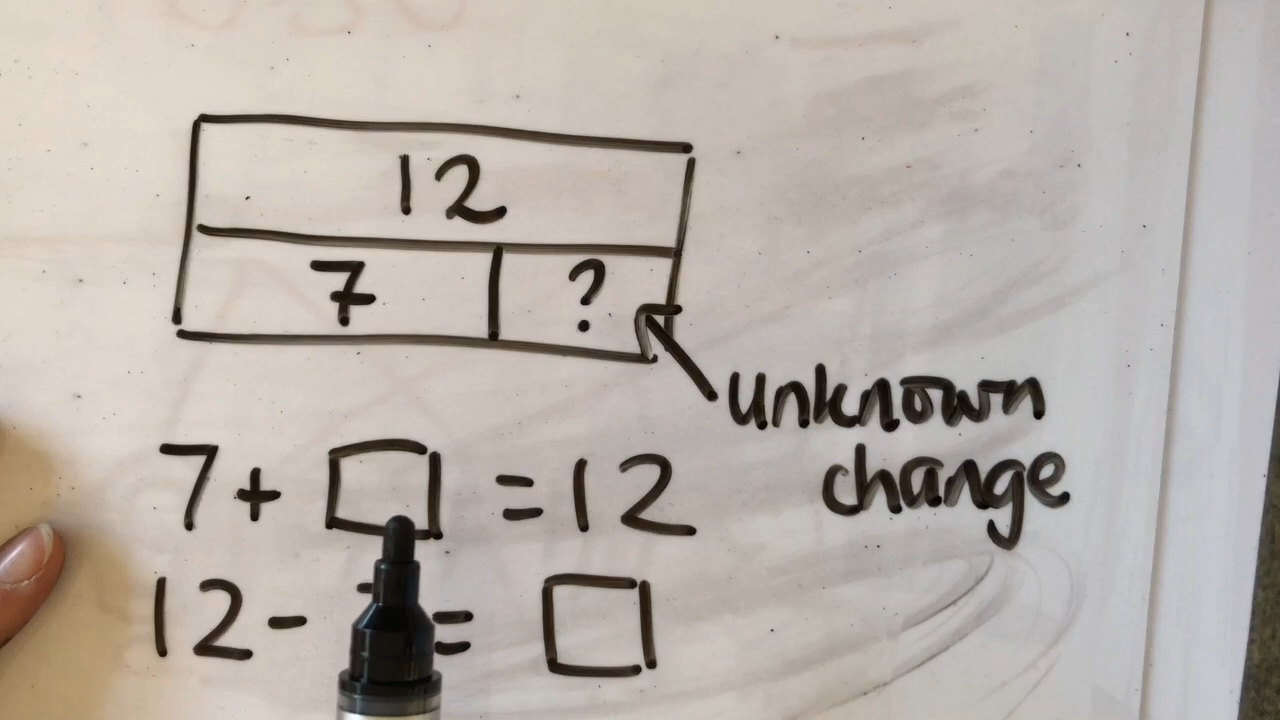 12
7 ?
unknown
change
7 + □ = 12
12 - = □